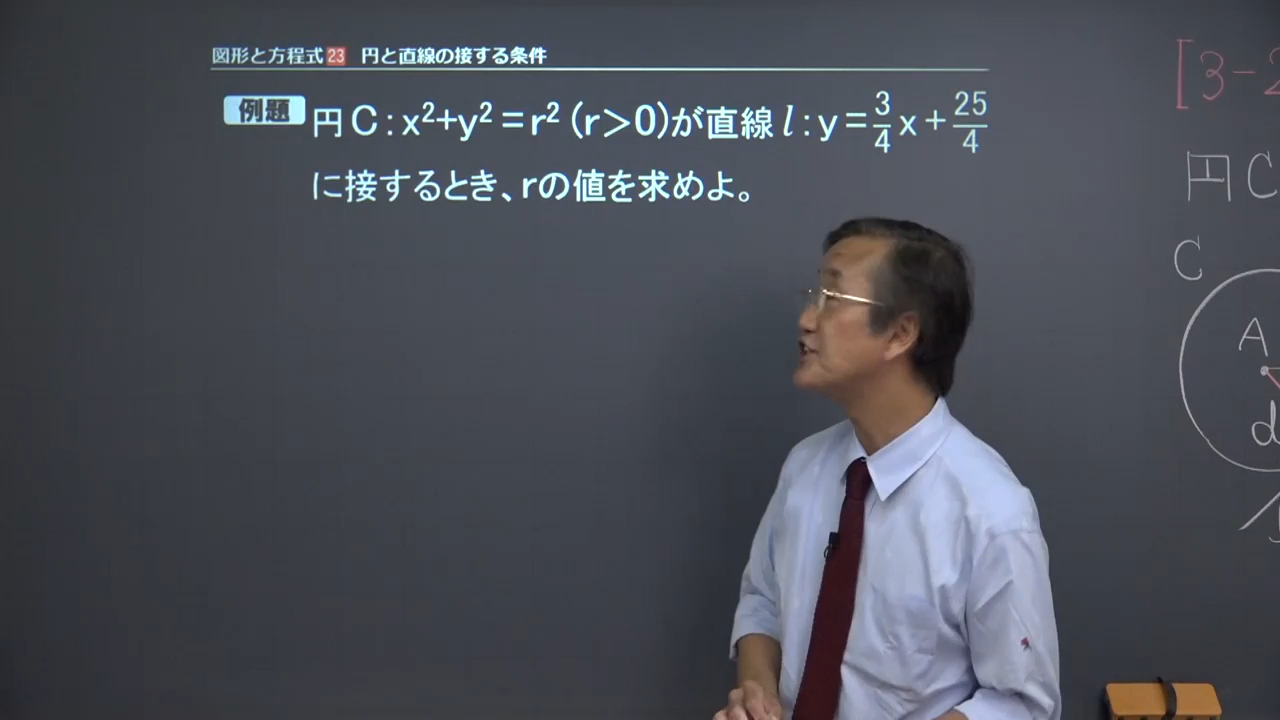 図形と方程式23 円と直線の接する条件
例題 円C:x²+y²=r²(r>0)が直線l:y=3/4x+25/4
に接するとき、rの値を求めよ。
[3-2
円C
C
A
d